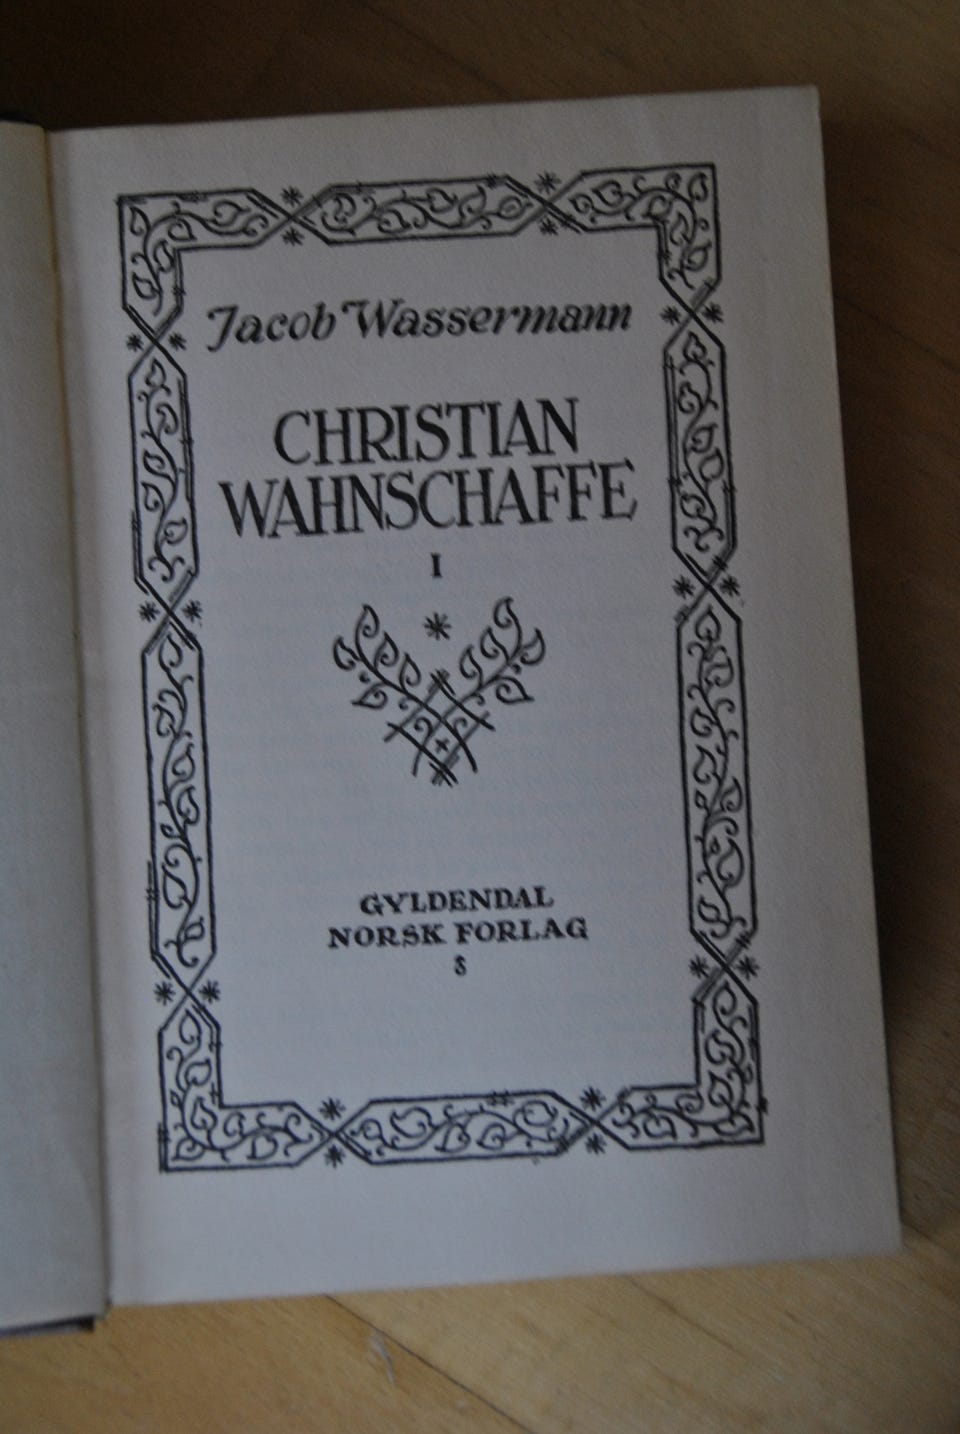 Jacob Wassermann
CHRISTIAN
WAHNSCHAFFE
I
GYLDENDAL
NORSK FORLAG